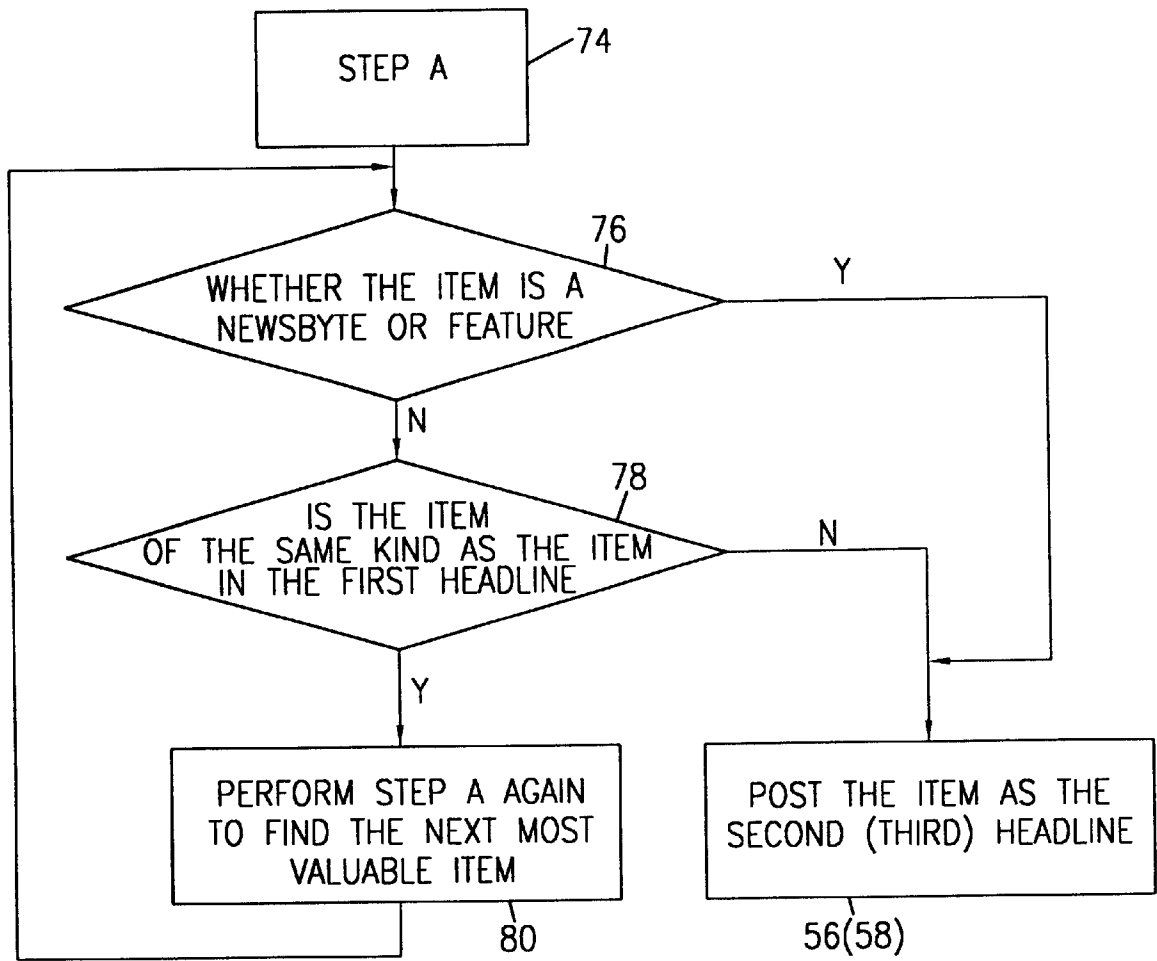 STEP A
74
76
WHETHER THE ITEM IS A
NEWSBYTE OR FEATURE
Y
N
78
IS THE ITEM
OF THE SAME KIND AS THE ITEM
IN THE FIRST HEADLINE
N
Y
PERFORM STEP A AGAIN
TO FIND THE NEXT MOST
VALUABLE ITEM
80
POST THE ITEM AS THE
SECOND (THIRD) HEADLINE
56(58)